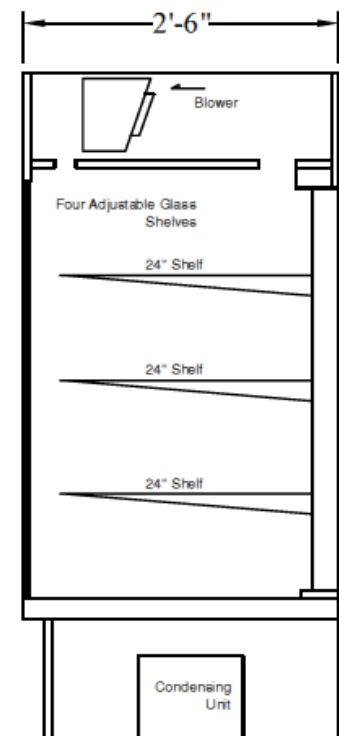 2'-6"
Blower
Four Adjustable Glass
Shelves
24" Shelf
24" Shelf
24" Shelf
Condensing
Unit